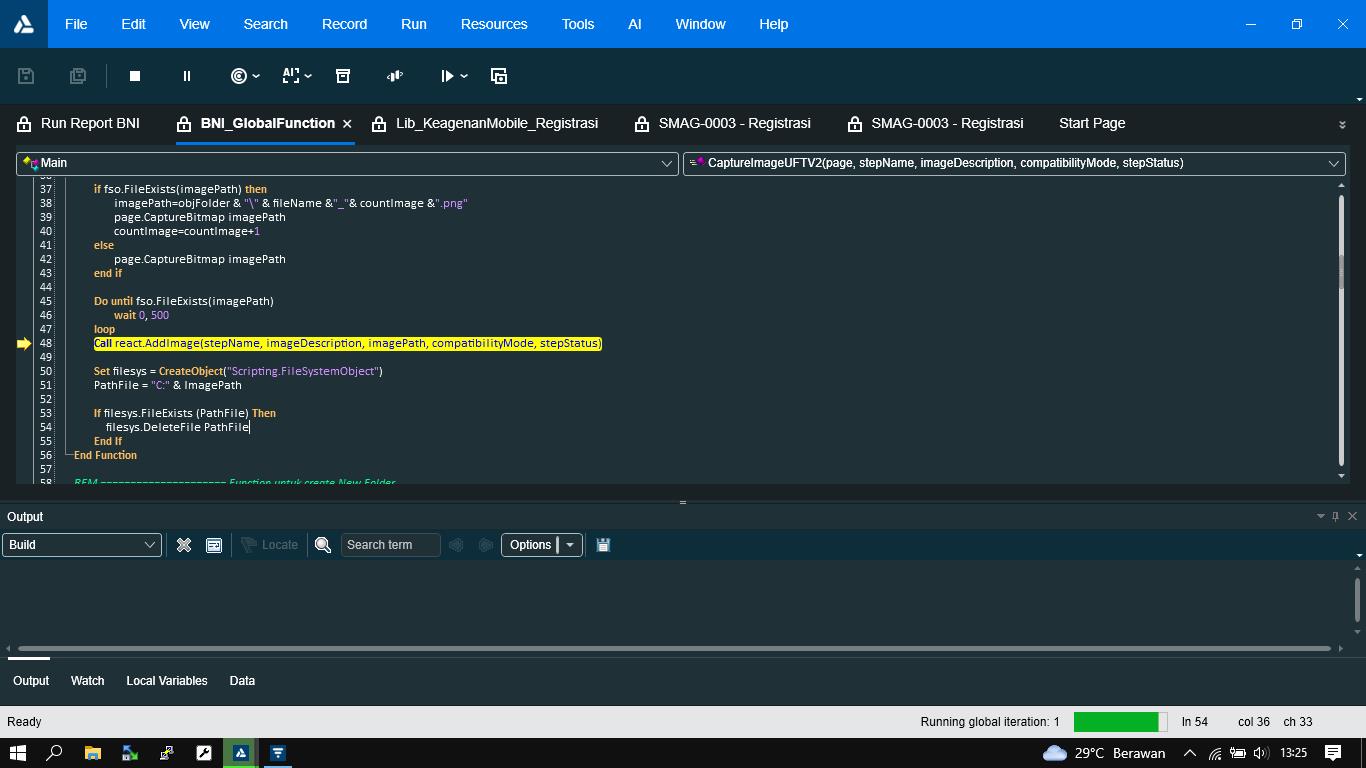 File Edit View Search Record Run Resources Tools AI Window Help
Run Report BNI BNI_GlobalFunction Lib_KeagenanMobile_Registrasi SMAG-0003 - Registrasi SMAG-0003 - Registrasi Start Page
Main CaptureImageUFTV2(page, stepName, imageDescription, compatibilityMode, stepStatus)
37 if fso.FileExists(imagePath) then
38 imagePath=objFolder & "\" & fileName &"_"& countImage &".png"
39 page.CaptureBitmap imagePath
40 countImage=countImage+1
41 else
42 page.CaptureBitmap imagePath
43 end if
44
45 Do until fso.FileExists(imagePath)
46 wait 0, 500
47 loop
48 Call react.AddImage(stepName, imageDescription, imagePath, compatibilityMode, stepStatus)
49
50 Set filesys = CreateObject("Scripting.FileSystemObject")
51 PathFile = "C:" & ImagePath
52
53 If filesys.FileExists (PathFile) Then
54 filesys.DeleteFile PathFile
55 End If
56 End Function
57
58 REM ===================== Function untuk create New Folder
Output
Build Locate Search term Options
Output Watch Local Variables Data
Ready Running global iteration: 1 ln 54 col 36 ch 33
29°C Berawan 13:25